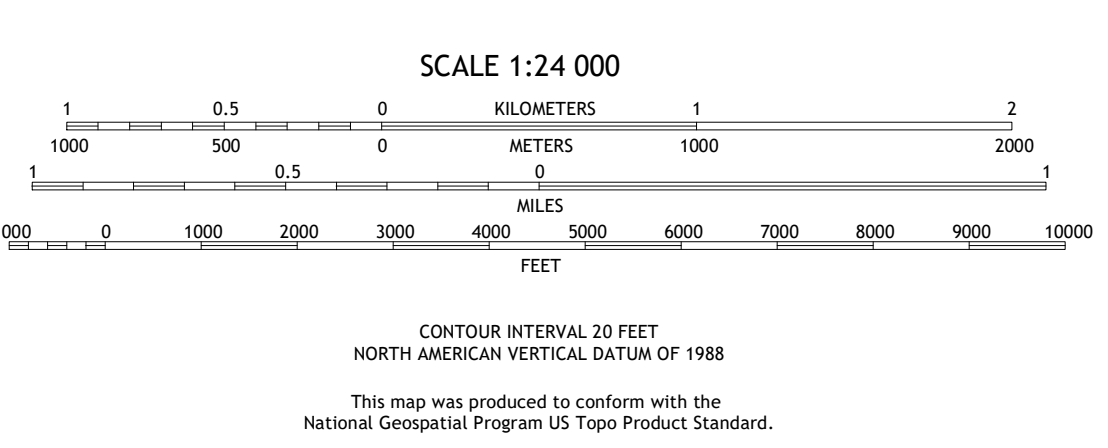 SCALE 1:24 000
1 0.5 0 KILOMETERS 1 2
1000 500 0 METERS 1000 2000
1 0.5 0 1
MILES
000 0 1000 2000 3000 4000 5000 6000 7000 8000 9000 10000
FEET
CONTOUR INTERVAL 20 FEET
NORTH AMERICAN VERTICAL DATUM OF 1988
This map was produced to conform with the
National Geospatial Program US Topo Product Standard.